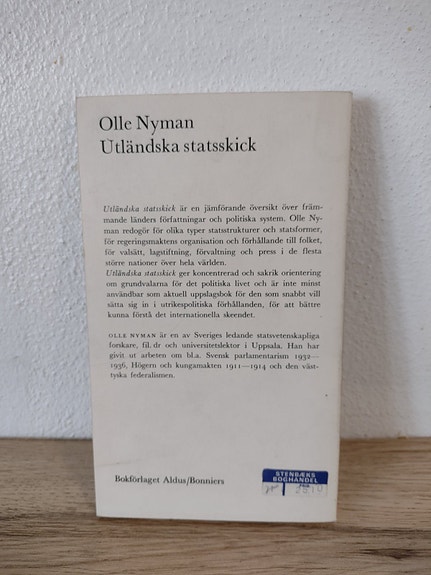 Olle Nyman
Utländska statsskick
Utländska statsskick är en jämförande översikt över främ-
mande länders författningar och politiska system. Olle Ny-
man redogör för olika typer statsstrukturer och statsformer,
för regeringsmaktens organisation och förhållande till folket,
för valsätt, lagstiftning, förvaltning och press i de flesta
större nationer över hela världen.
Utländska statsskick ger koncentrerad och sakrik orientering
om grundvalarna för det politiska livet och är inte minst
användbar som aktuell uppslagsbok för den som snabbt vill
sätta sig in i utrikespolitiska förhållanden, för att bättre
kunna förstå det internationella skeendet.
OLLE NYMAN är en av Sveriges ledande statsvetenskapliga
forskare, fil. dr och universitetslektor i Uppsala. Han har
givit ut arbeten om bl.a. Svensk parlamentarism 1932—
1936, Högern och kungamakten 1911—1914 och den väst-
tyska federalismen.
Bokförlaget Aldus/Bonniers
STENBÆKS
BOGHANDEL